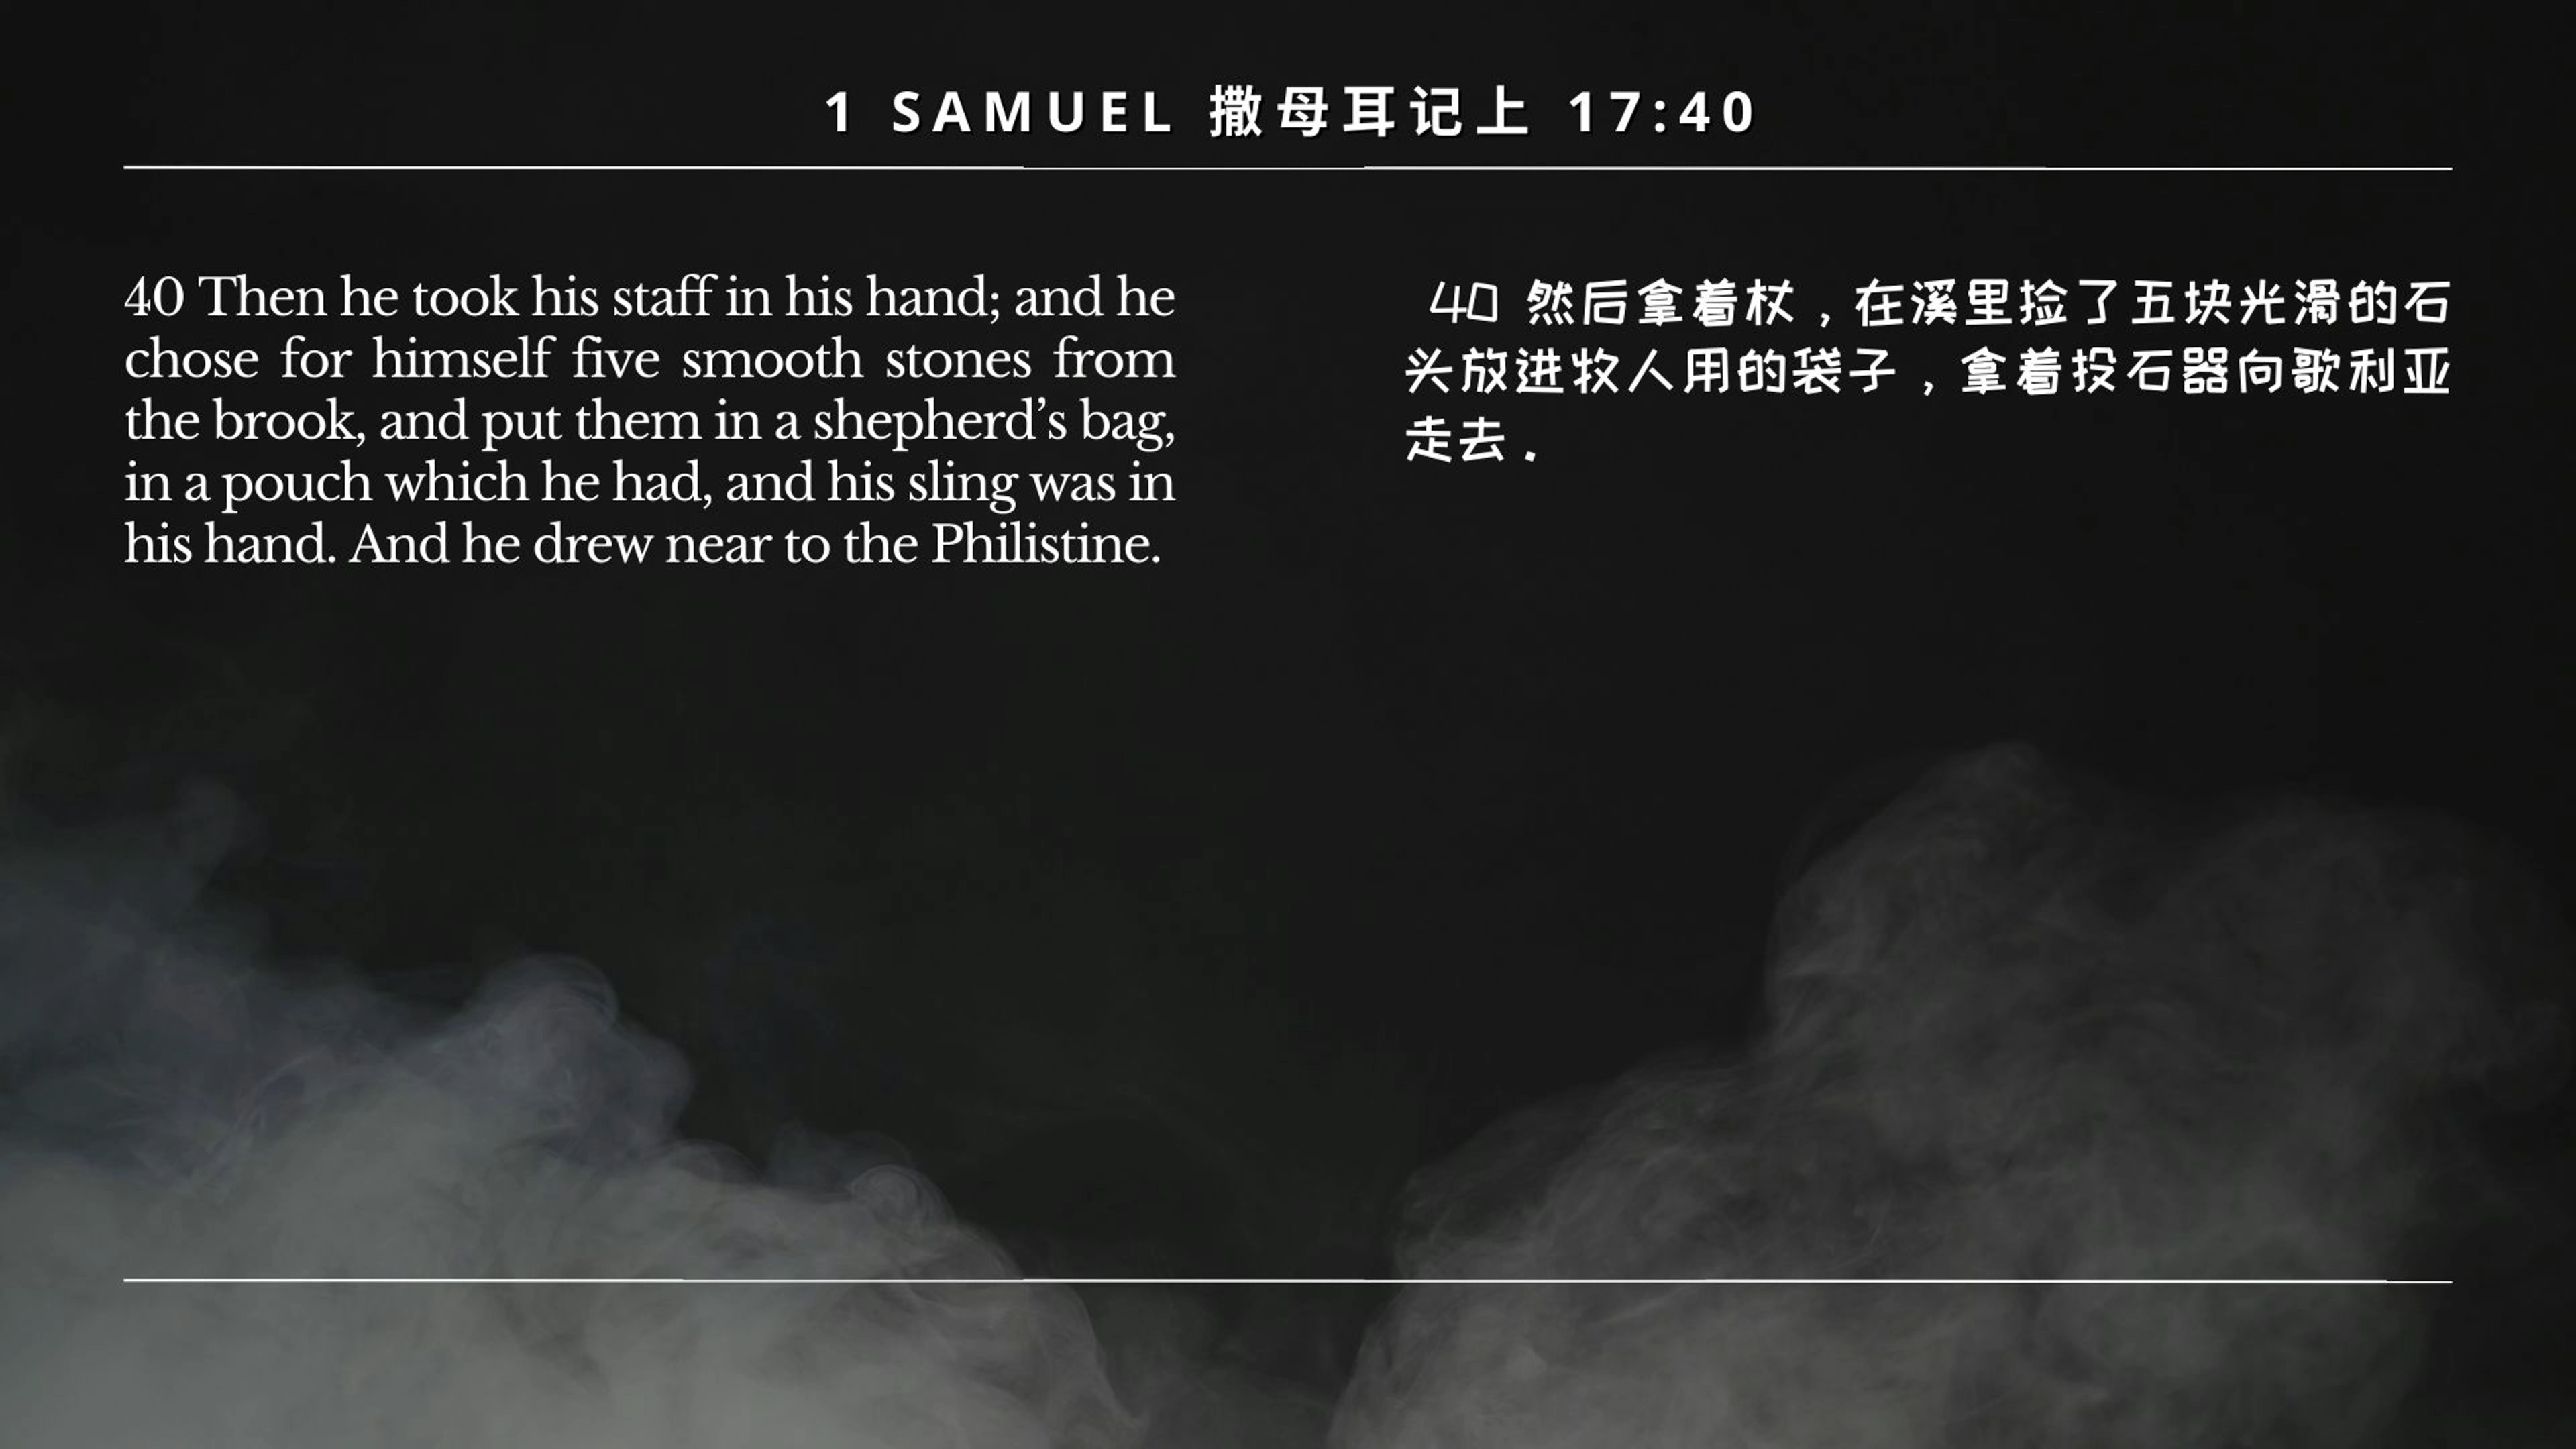 1 SAMUEL 撒母耳记上 17:40
40 Then he took his staff in his hand; and he
chose for himself five smooth stones from
the brook, and put them in a shepherd’s bag,
in a pouch which he had, and his sling was in
his hand. And he drew near to the Philistine.
40 然后拿着杖，在溪里捡了五块光滑的石
头放进牧人用的袋子，拿着投石器向歌利亚
走去.